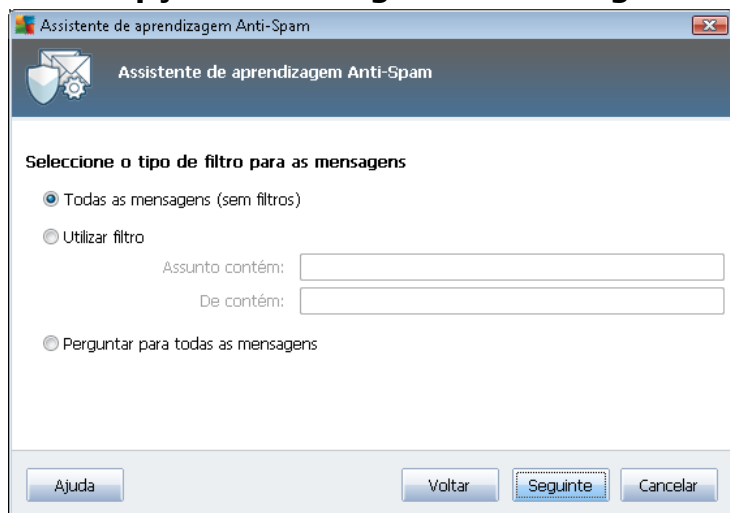 Assistente de aprendizagem Anti-Spam
Assistente de aprendizagem Anti-Spam
Seleccione o tipo de filtro para as mensagens
Todas as mensagens (sem filtros)
Utilizar filtro
Assunto contém:
De contém:
Perguntar para todas as mensagens
Ajuda Voltar Seguinte Cancelar